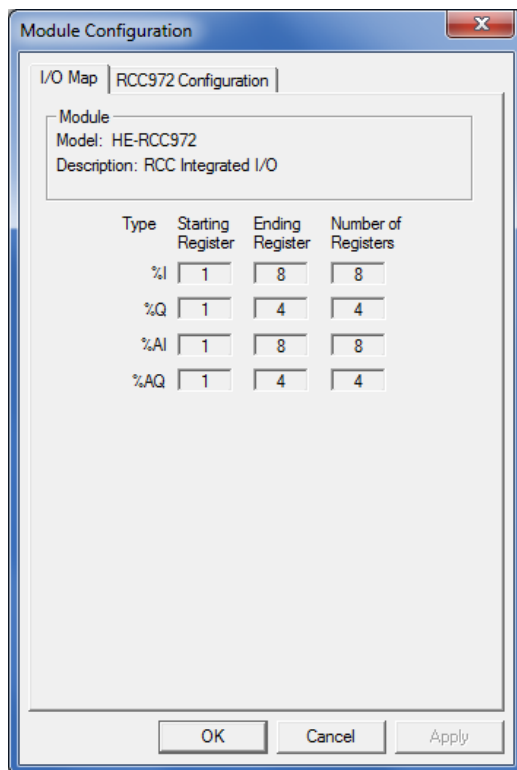 Module Configuration
I/O Map RCC972 Configuration
Module
Model: HE-RCC972
Description: RCC Integrated I/O
Type Starting Register Ending Register Number of Registers
%I 1 8 8
%Q 1 4 4
%AI 1 8 8
%AQ 1 4 4
OK Cancel Apply